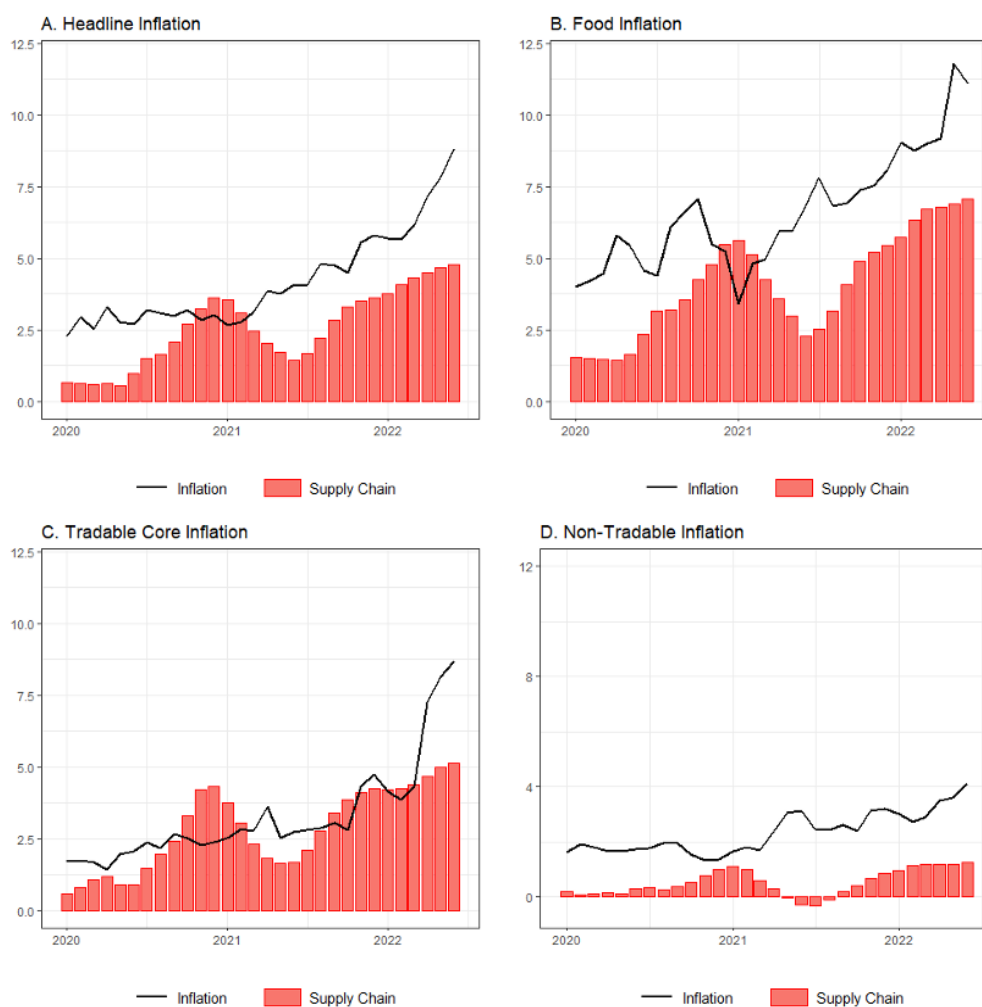 A. Headline Inflation
12.5
10.0
7.5
5.0
2.5
0.0
2020 2021 2022
Inflation Supply Chain
B. Food Inflation
12.5
10.0
7.5
5.0
2.5
0.0
2020 2021 2022
Inflation Supply Chain
C. Tradable Core Inflation
12.5
10.0
7.5
5.0
2.5
0.0
2020 2021 2022
Inflation Supply Chain
D. Non-Tradable Inflation
12
8
4
0
2020 2021 2022
Inflation Supply Chain